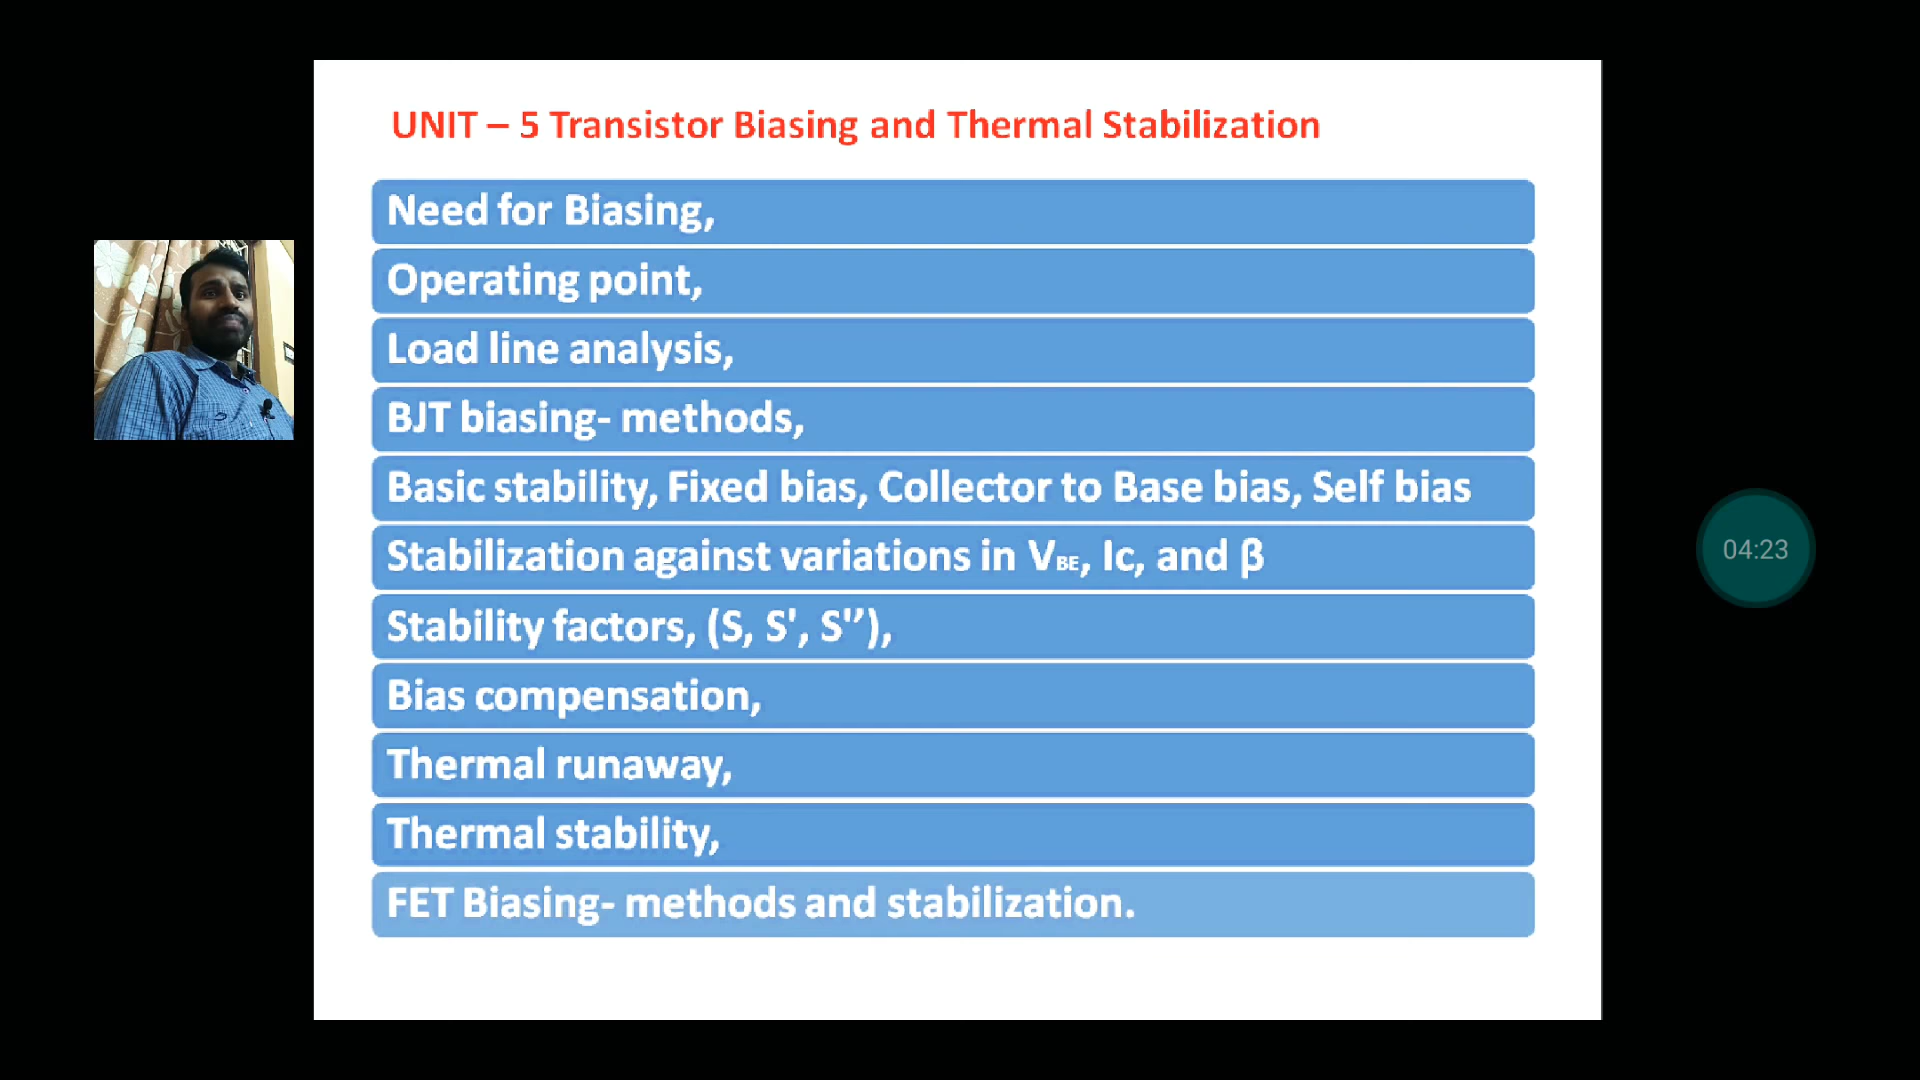 UNIT – 5 Transistor Biasing and Thermal Stabilization
Need for Biasing,
Operating point,
Load line analysis,
BJT biasing- methods,
Basic stability, Fixed bias, Collector to Base bias, Self bias
Stabilization against variations in VBE, Ic, and β
Stability factors, (S, S', S''),
Bias compensation,
Thermal runaway,
Thermal stability,
FET Biasing- methods and stabilization.
04:23